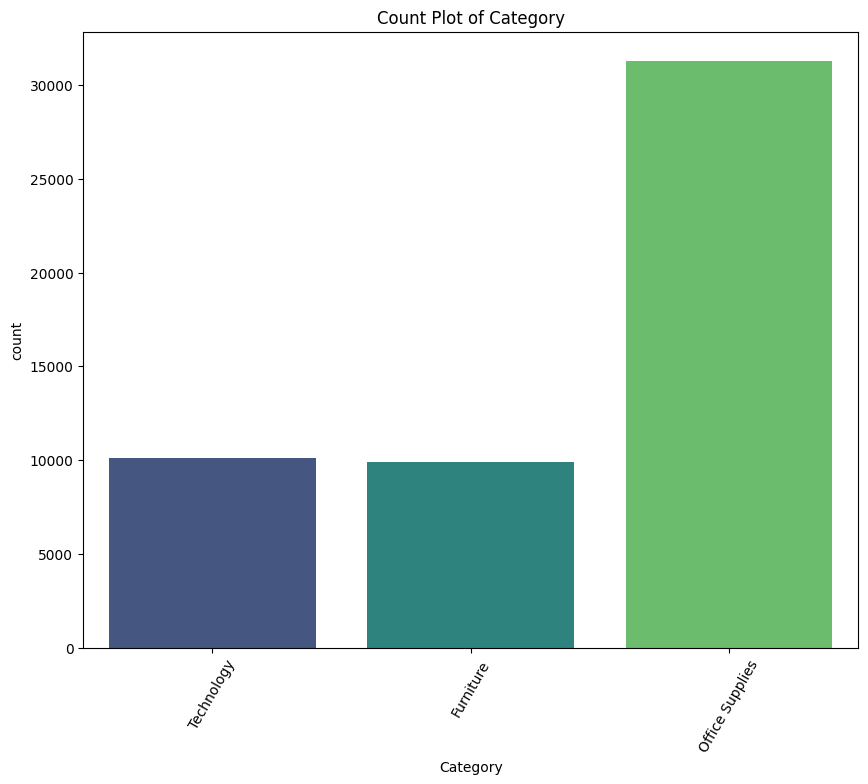 Count Plot of Category
count
30000
25000
20000
15000
10000
5000
0
Technology
Furniture
Office Supplies
Category